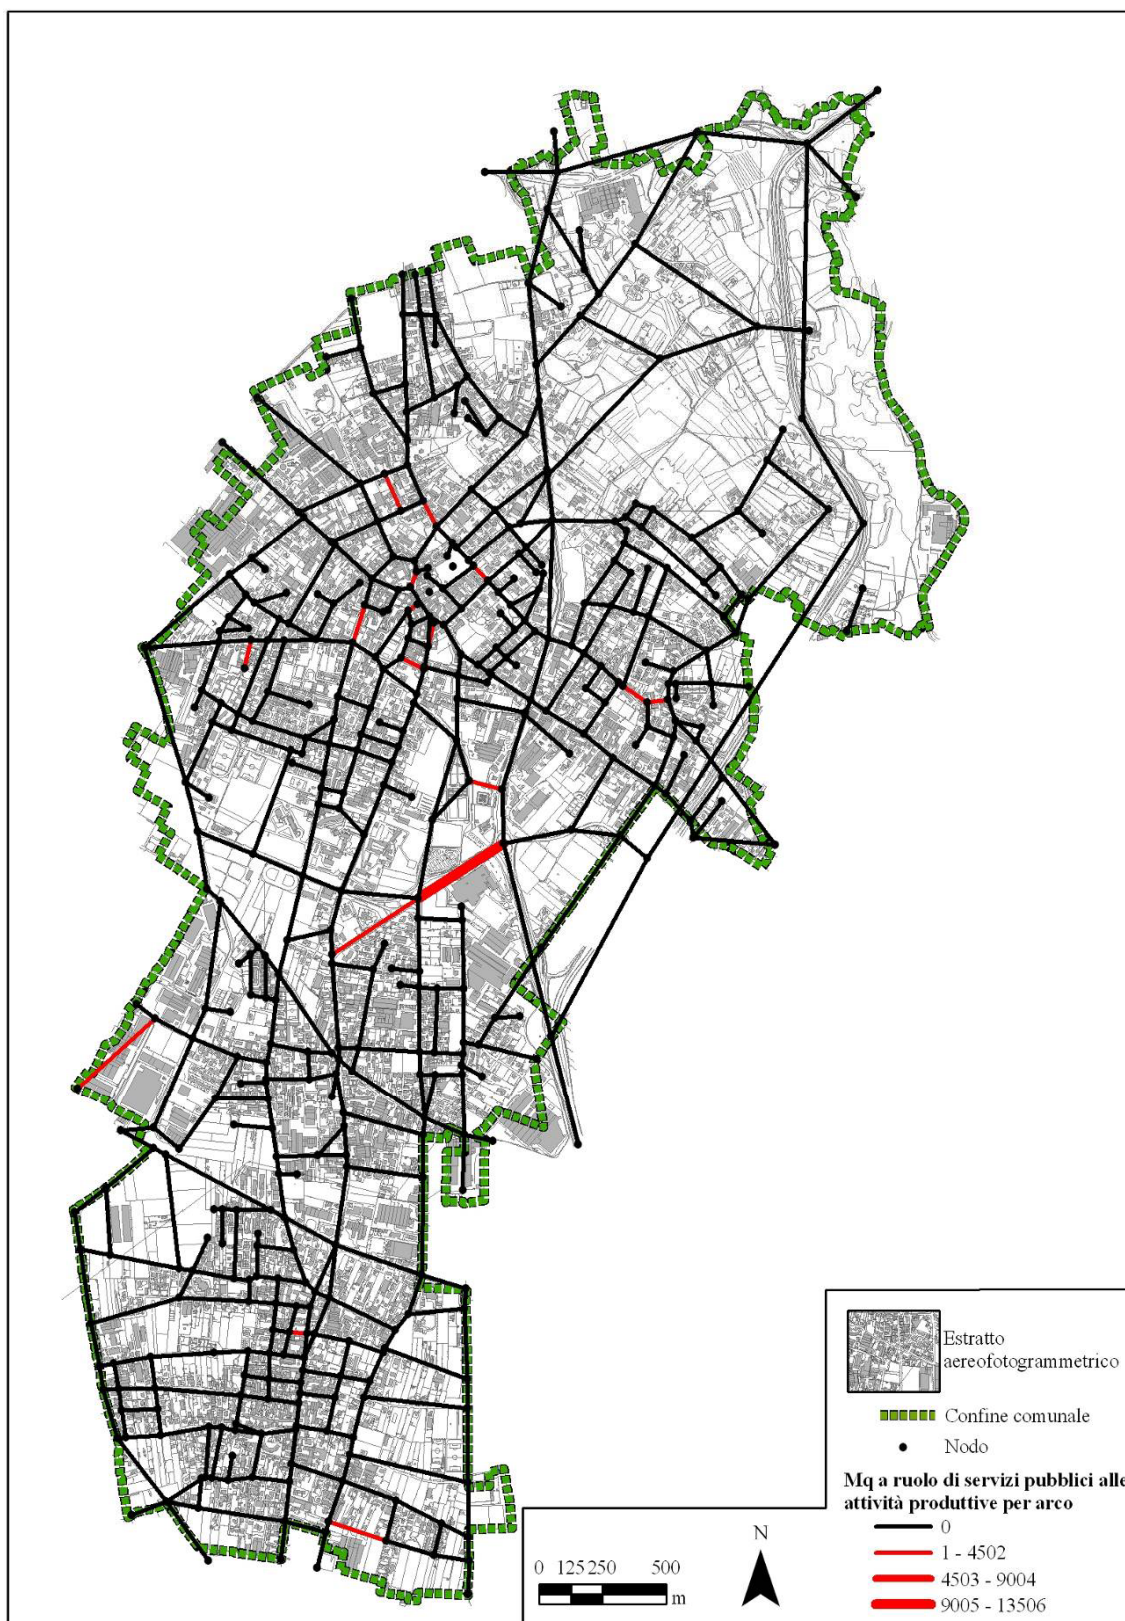 Estratto
aereofotogrammetrico
Confine comunale
Nodo
Mq a ruolo di servizi pubblici alle
attività produttive per arco
0
1 - 4502
4503 - 9004
9005 - 13506
N
0 125 250 500
m